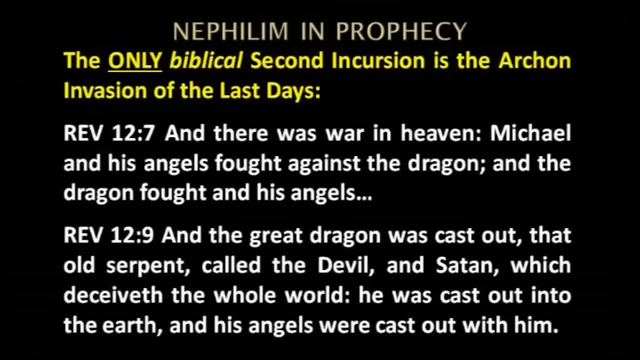 NEPHILIM IN PROPHECY
The ONLY biblical Second Incursion is the Archon
Invasion of the Last Days:
REV 12:7 And there was war in heaven: Michael
and his angels fought against the dragon; and the
dragon fought and his angels…
REV 12:9 And the great dragon was cast out, that
old serpent, called the Devil, and Satan, which
deceiveth the whole world: he was cast out into
the earth, and his angels were cast out with him.